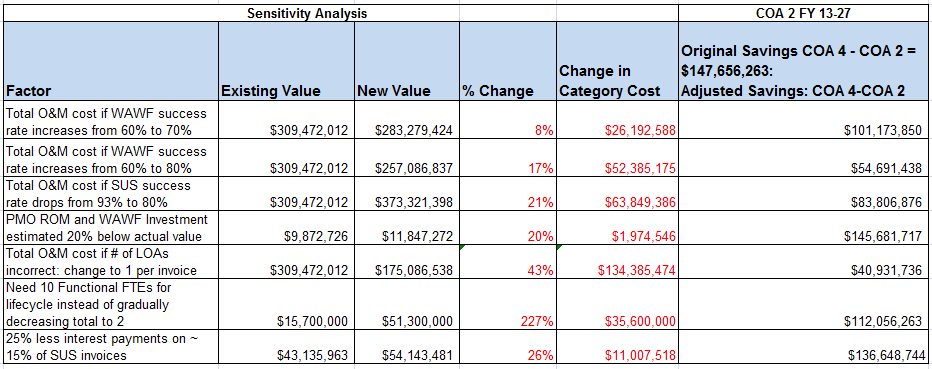 Sensitivity Analysis COA 2 FY 13-27
Original Savings COA 4 - COA 2 =
$147,656,263:
Change in
Factor Existing Value New Value % Change Category Cost Adjusted Savings: COA 4-COA 2
Total O&M cost if WAWF success
rate increases from 60% to 70% $309,472,012 $283,279,424 8% $26,192,588 $101,173,850
Total O&M cost if WAWF success
rate increases from 60% to 80% $309,472,012 $257,086,837 17% $52,385,175 $54,691,438
Total O&M cost if SUS success
rate drops from 93% to 80% $309,472,012 $373,321,398 21% $63,849,386 $83,806,876
PMO ROM and WAWF Investment
estimated 20% below actual value $9,872,726 $11,847,272 20% $1,974,546 $145,681,717
Total O&M cost if # of LOAs
incorrect: change to 1 per invoice $309,472,012 $175,086,538 43% $134,385,474 $40,931,736
Need 10 Functional FTEs for
lifecycle instead of gradually
decreasing total to 2 $15,700,000 $51,300,000 227% $35,600,000 $112,056,263
25% less interest payments on ~
15% of SUS invoices $43,135,963 $54,143,481 26% $11,007,518 $136,648,744